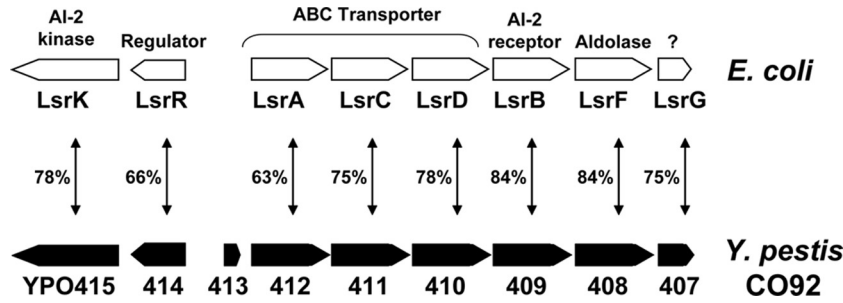 AI-2 kinase Regulator ABC Transporter AI-2 receptor Aldolase ?
E. coli
LsrK LsrR LsrA LsrC LsrD LsrB LsrF LsrG
78% 66% 63% 75% 78% 84% 84% 75%
Y. pestis
YPO415 414 413 412 411 410 409 408 407 CO92